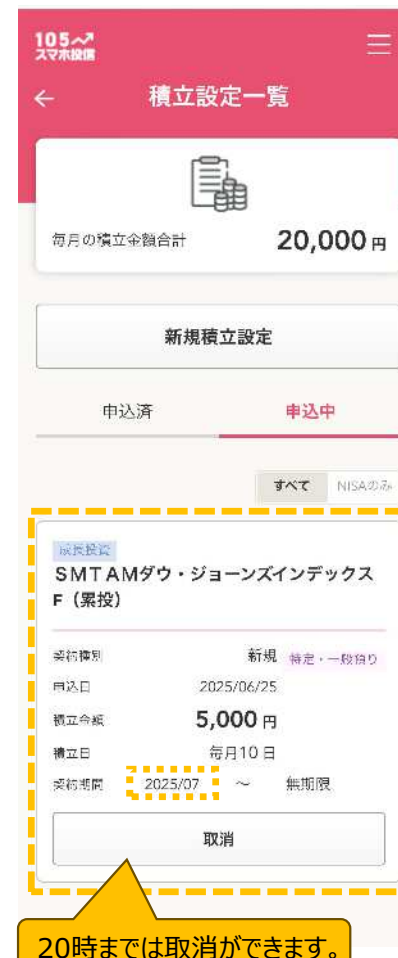 105
スマホ投信
積立設定一覧
毎月の積立金額合計 20,000円
新規積立設定
申込済 申込中
すべて NISAのみ
成長投資
SMTAMダウ・ジョーンズインデックス
F（累投）
契約種別 新規 特定・一般預り
申込日 2025/06/25
積立金額 5,000円
積立日 毎月10日
契約期間 2025/07 ～ 無期限
取消
20時までは取消ができます。